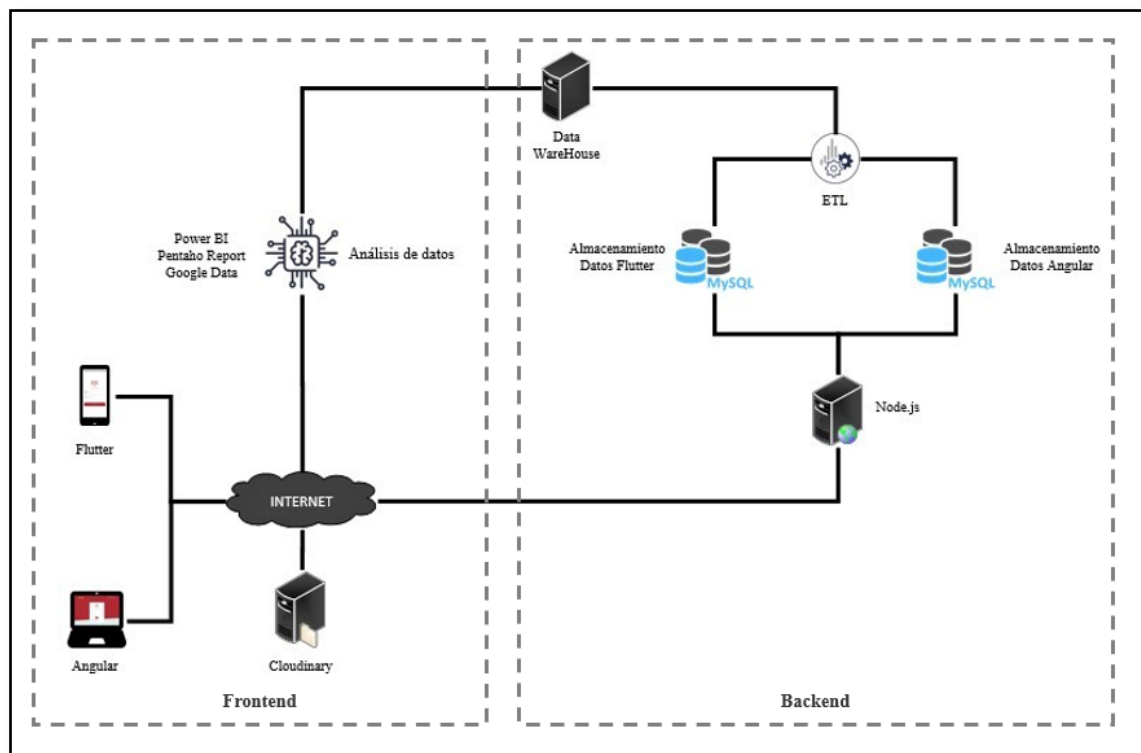 Data
WareHouse
ETL
Power BI
Pentaho Report
Google Data
Análisis de datos
Almacenamiento
Datos Flutter
MySQL
MySQL
Almacenamiento
Datos Angular
Node.js
Flutter
INTERNET
Angular
Cloudinary
Frontend
Backend